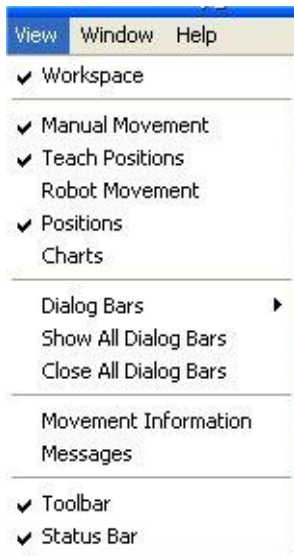 View Window Help
Workspace
Manual Movement
Teach Positions
Robot Movement
Positions
Charts
Dialog Bars
Show All Dialog Bars
Close All Dialog Bars
Movement Information
Messages
Toolbar
Status Bar